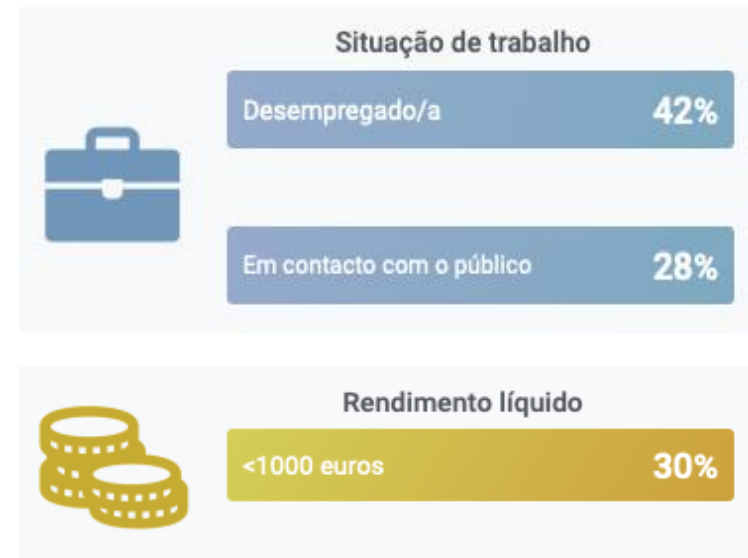 Situação de trabalho
Desempregado/a 42%
Em contacto com o público 28%
Rendimento líquido
<1000 euros 30%